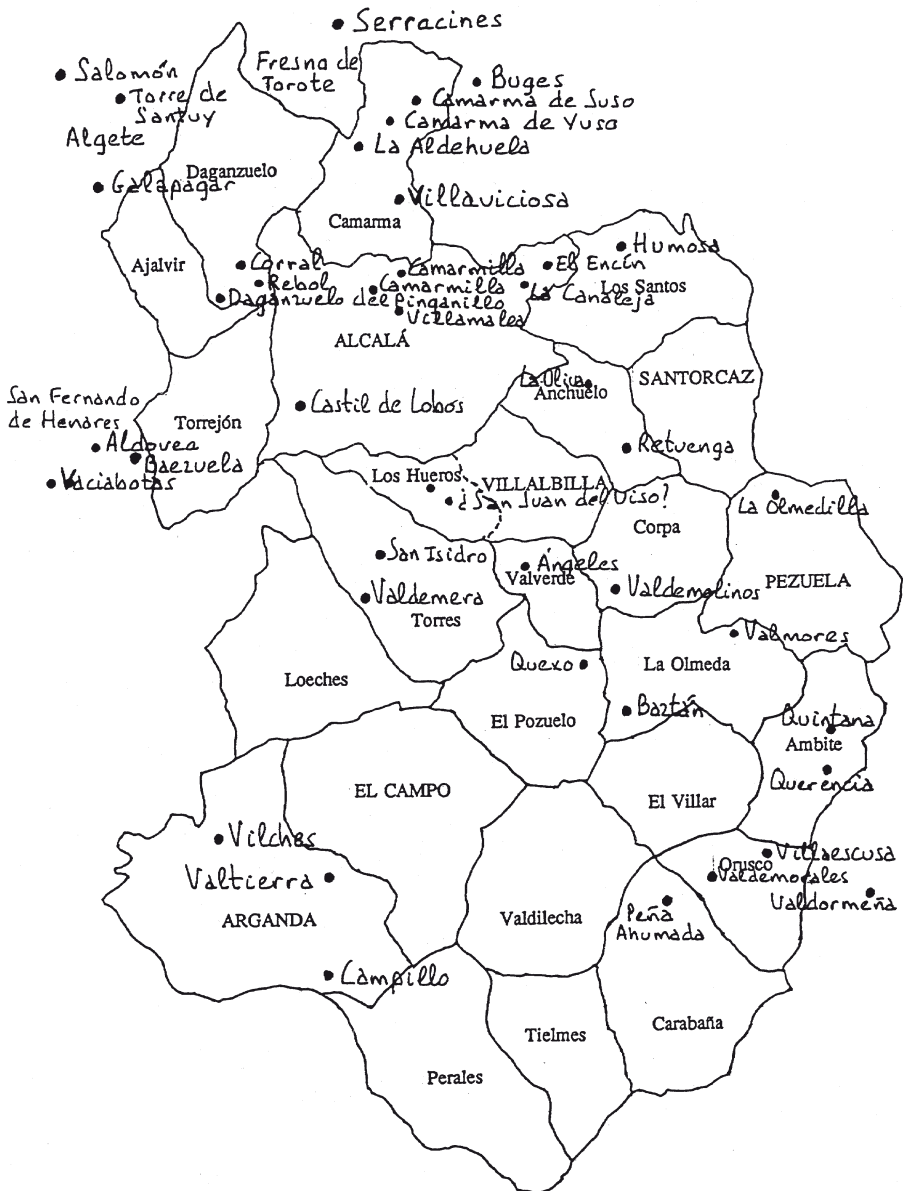 Serracines
Fresno de
Torote
Salomón
Torre de
Santuy
Buges
Camarma de Suso
Camarma de Yuso
Algete
La Aldehuela
Daganzuelo
Galapagar
Villaviciosa
Camarma
Ajalvir
Corral
Rebol
Daganzuelo del Pinganillo
Camarmilla
Camarmilla
Villamalea
El Encín
La Canaleja
Humosa
Los Santos
ALCALÁ
La Oliva
Anchuelo
SANTORCAZ
San Fernando
de Henares
Torrejón
Castil de Lobos
Aldovea
Baezuela
Vaciabotas
Retuenga
Los Hueros
VILLALBILLA
¿San Juan del Viso?
La Olmedilla
Corpa
San Isidro
Ángeles
Valverde
Valdemera
Torres
Valdemolinos
PEZUELA
Valmores
Loeches
Quexo
La Olmeda
El Pozuelo
Baztán
Quintana
Ambite
EL CAMPO
El Villar
Querencia
Vilches
Valtierra
ARGANDA
Orusco
Villaescusa
Valdemorales
Valdormeña
Valdilecha
Peña
Ahumada
Campillo
Tielmes
Carabaña
Perales